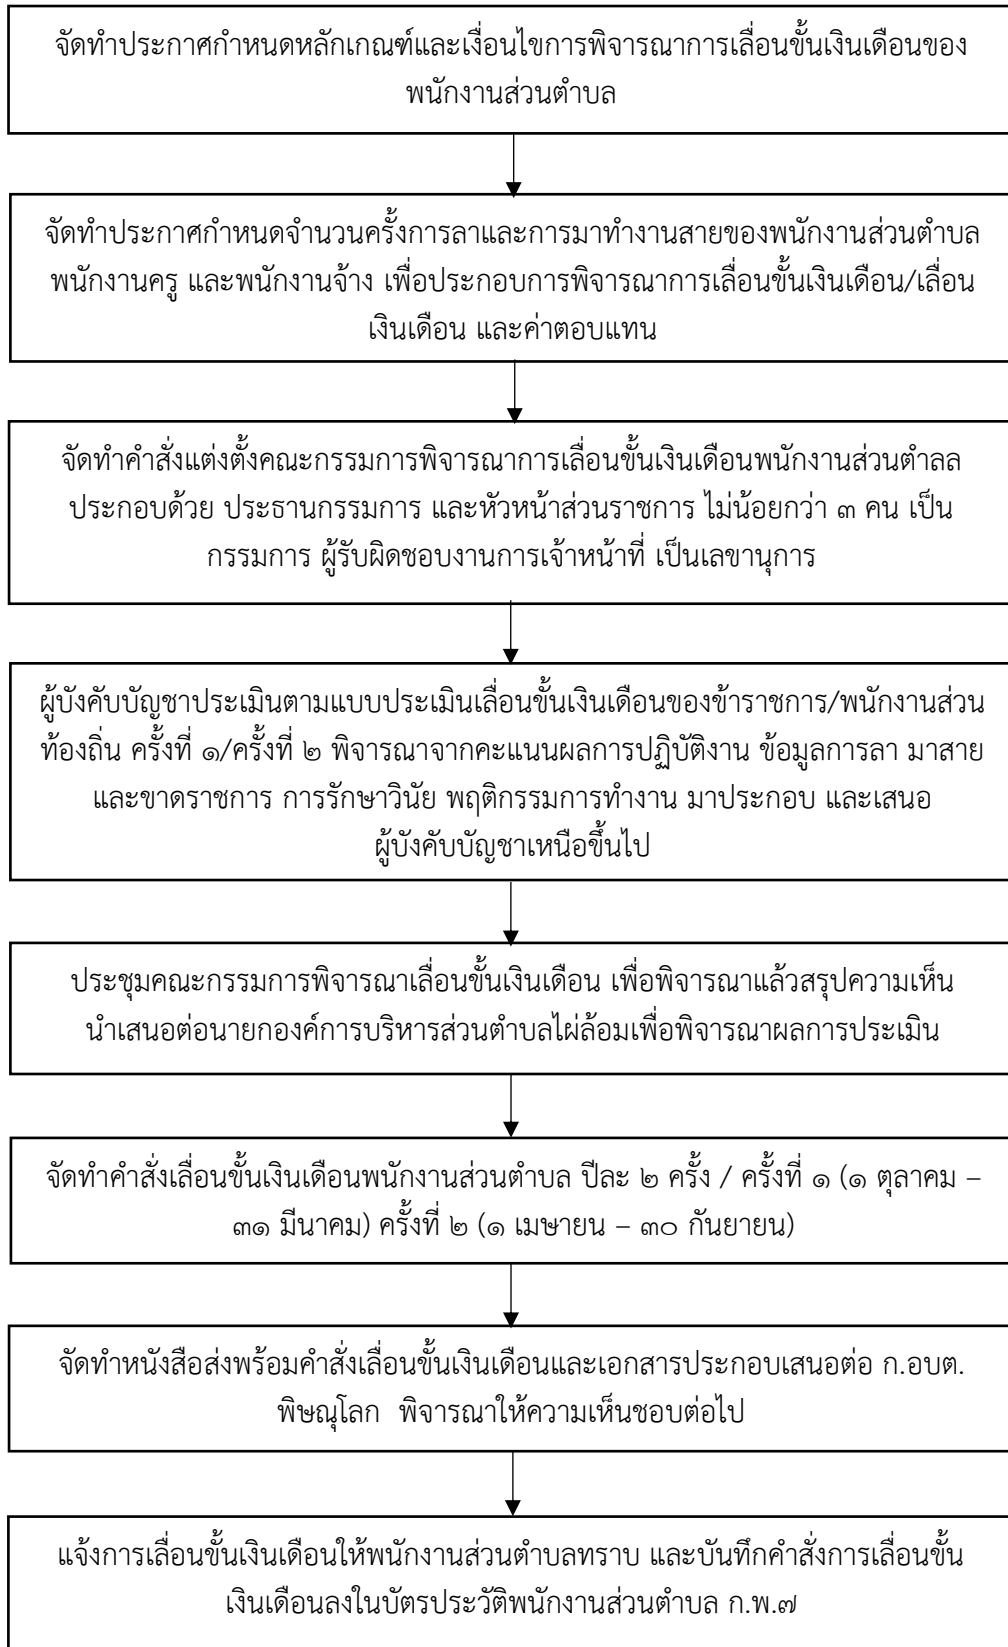 จัดทำประกาศกำหนดหลักเกณฑ์และเงื่อนไขการพิจารณาการเลื่อนขั้นเงินเดือนของ
พนักงานส่วนตำบล
จัดทำประกาศกำหนดจำนวนครั้งการลาและการมาทำงานสายของพนักงานส่วนตำบล
พนักงานครู และพนักงานจ้าง เพื่อประกอบการพิจารณาการเลื่อนขั้นเงินเดือน/เลื่อน
เงินเดือน และค่าตอบแทน
จัดทำคำสั่งแต่งตั้งคณะกรรมการพิจารณาการเลื่อนขั้นเงินเดือนพนักงานส่วนตำลล
ประกอบด้วย ประธานกรรมการ และหัวหน้าส่วนราชการ ไม่น้อยกว่า ๓ คน เป็น
กรรมการ ผู้รับผิดชอบงานการเจ้าหน้าที่ เป็นเลขานุการ
ผู้บังคับบัญชาประเมินตามแบบประเมินเลื่อนขั้นเงินเดือนของข้าราชการ/พนักงานส่วน
ท้องถิ่น ครั้งที่ ๑/ครั้งที่ ๒ พิจารณาจากคะแนนผลการปฏิบัติงาน ข้อมูลการลา มาสาย
และขาดราชการ การรักษาวินัย พฤติกรรมการทำงาน มาประกอบ และเสนอ
ผู้บังคับบัญชาเหนือขึ้นไป
ประชุมคณะกรรมการพิจารณาเลื่อนขั้นเงินเดือน เพื่อพิจารณาแล้วสรุปความเห็น
นำเสนอต่อนายกองค์การบริหารส่วนตำบลไผ่ล้อมเพื่อพิจารณาผลการประเมิน
จัดทำคำสั่งเลื่อนขั้นเงินเดือนพนักงานส่วนตำบล ปีละ ๒ ครั้ง / ครั้งที่ ๑ (๑ ตุลาคม –
๓๑ มีนาคม) ครั้งที่ ๒ (๑ เมษายน – ๓๐ กันยายน)
จัดทำหนังสือส่งพร้อมคำสั่งเลื่อนขั้นเงินเดือนและเอกสารประกอบเสนอต่อ ก.อบต.
พิษณุโลก พิจารณาให้ความเห็นชอบต่อไป
แจ้งการเลื่อนขั้นเงินเดือนให้พนักงานส่วนตำบลทราบ และบันทึกคำสั่งการเลื่อนขั้น
เงินเดือนลงในบัตรประวัติพนักงานส่วนตำบล ก.พ.๗